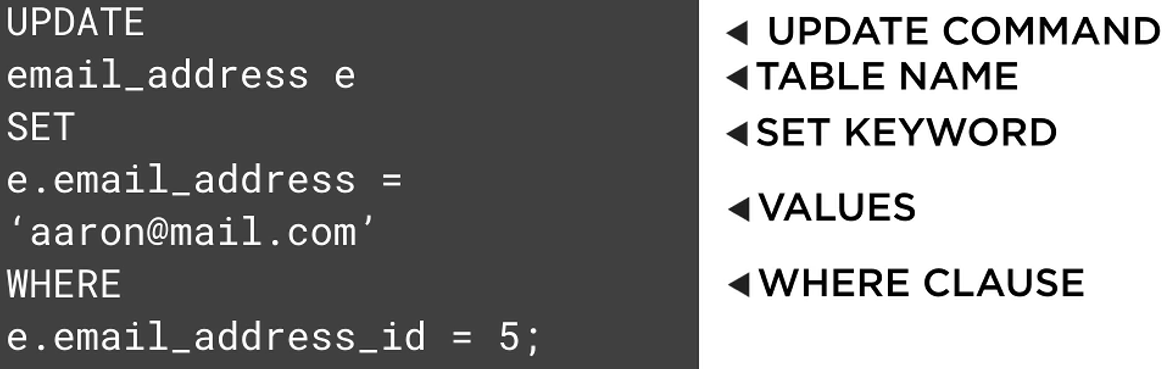 UPDATE
email_address e
SET
e.email_address =
‘aaron@mail.com’
WHERE
e.email_address_id = 5;
◄ UPDATE COMMAND
◄ TABLE NAME
◄ SET KEYWORD
◄ VALUES
◄ WHERE CLAUSE